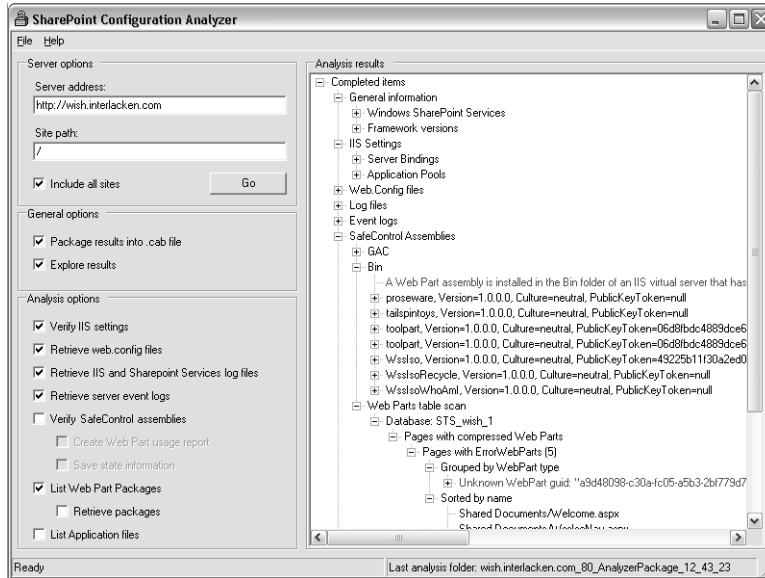 SharePoint Configuration Analyzer
File Help
Server options
Server address:
http://wish.interlacken.com
Site path:
/
Include all sites
Go
General options
Package results into .cab file
Explore results
Analysis options
Verify IIS settings
Retrieve web.config files
Retrieve IIS and Sharepoint Services log files
Retrieve server event logs
Verify SafeControl assemblies
Create Web Part usage report
Save state information
List Web Part Packages
Retrieve packages
List Application files
Analysis results
Completed items
General information
Windows SharePoint Services
Framework versions
IIS Settings
Server Bindings
Application Pools
Web.Config files
Log files
Event logs
SafeControl Assemblies
GAC
Bin
A Web Part assembly is installed in the Bin folder of an IIS virtual server that has
proseware, Version=1.0.0.0, Culture=neutral, PublicKeyToken=null
tailspintoys, Version=1.0.0.0, Culture=neutral, PublicKeyToken=null
toolpart, Version=1.0.0.0, Culture=neutral, PublicKeyToken=06d8fbdc4889dce6
toolpart, Version=1.0.0.0, Culture=neutral, PublicKeyToken=06d8fbdc4889dce6
WssIso, Version=1.0.0.0, Culture=neutral, PublicKeyToken=49225b11f30a2ed0
WssIsoRecycle, Version=1.0.0.0, Culture=neutral, PublicKeyToken=null
WssIsoWhoAmI, Version=1.0.0.0, Culture=neutral, PublicKeyToken=null
Web Parts table scan
Database: STS_wish_1
Pages with compressed Web Parts
Pages with ErrorWebParts (5)
Grouped by WebPart type
Unknown WebPart guid: "a9d48098-c30a-fc05-a5b3-2bf779d7
Sorted by name
Shared Documents/Welcome.aspx
Ready
Last analysis folder: wish.interlacken.com_80_AnalyzerPackage_12_43_23